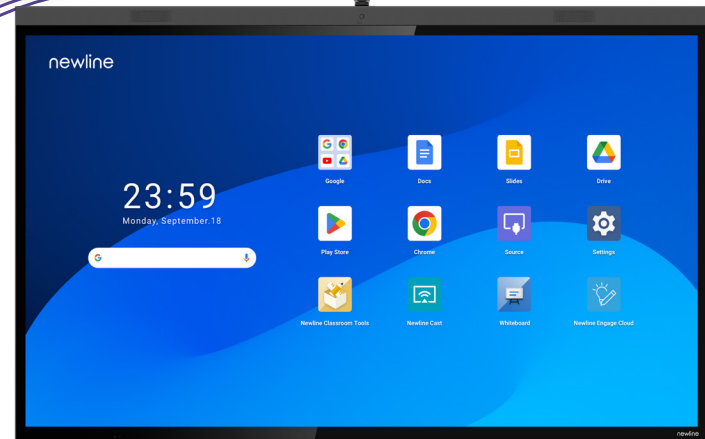 newline
23:59
Monday, September.18
Google
Docs
Slides
Drive
Play Store
Chrome
Source
Settings
Newline Classroom Tools
Newline Cast
Whiteboard
Newline Engage Cloud
newline